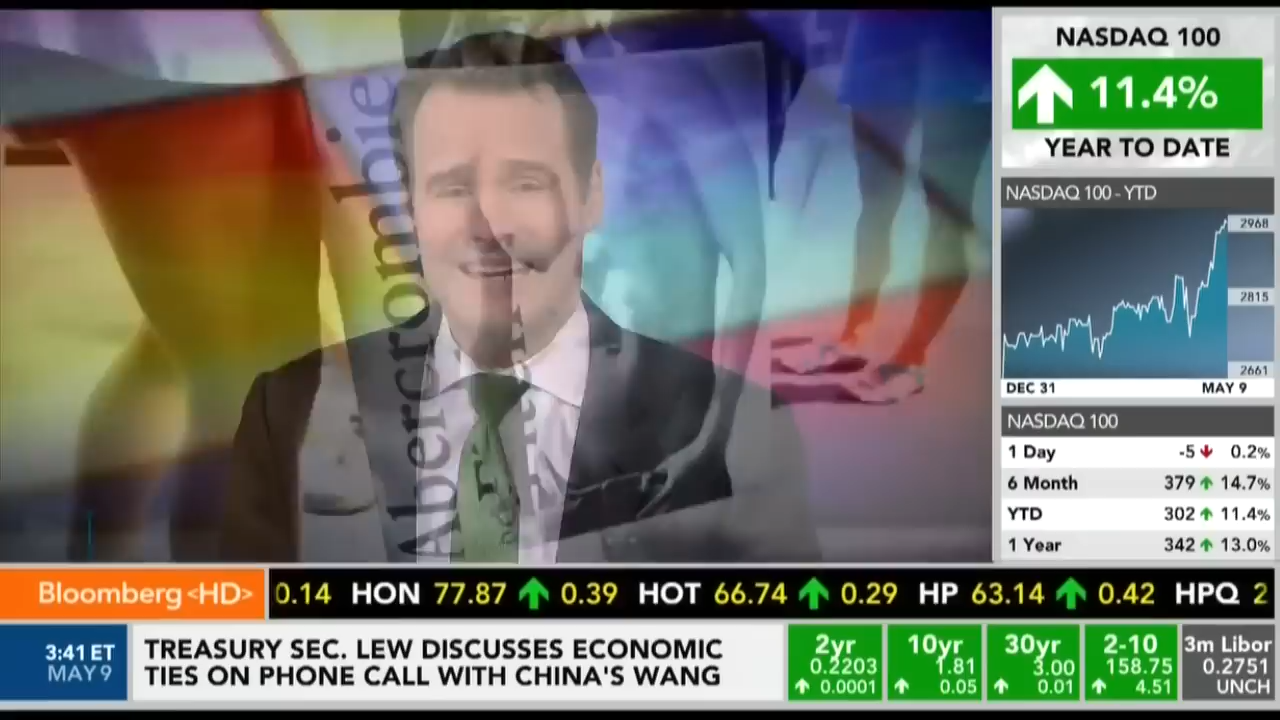 NASDAQ 100
11.4%
YEAR TO DATE
Abercrombie
NASDAQ 100 - YTD
2968
2815
2661
DEC 31 MAY 9
NASDAQ 100
1 Day -5 0.2%
6 Month 379 14.7%
YTD 302 11.4%
1 Year 342 13.0%
Bloomberg <HD> 0.14 HON 77.87 0.39 HOT 66.74 0.29 HP 63.14 0.42 HPQ 2
3:41 ET
MAY 9
TREASURY SEC. LEW DISCUSSES ECONOMIC
TIES ON PHONE CALL WITH CHINA'S WANG
2yr
0.2203
0.0001
10yr
1.81
0.05
30yr
3.00
0.01
2-10
158.75
4.51
3m Libor
0.2751
UNCH